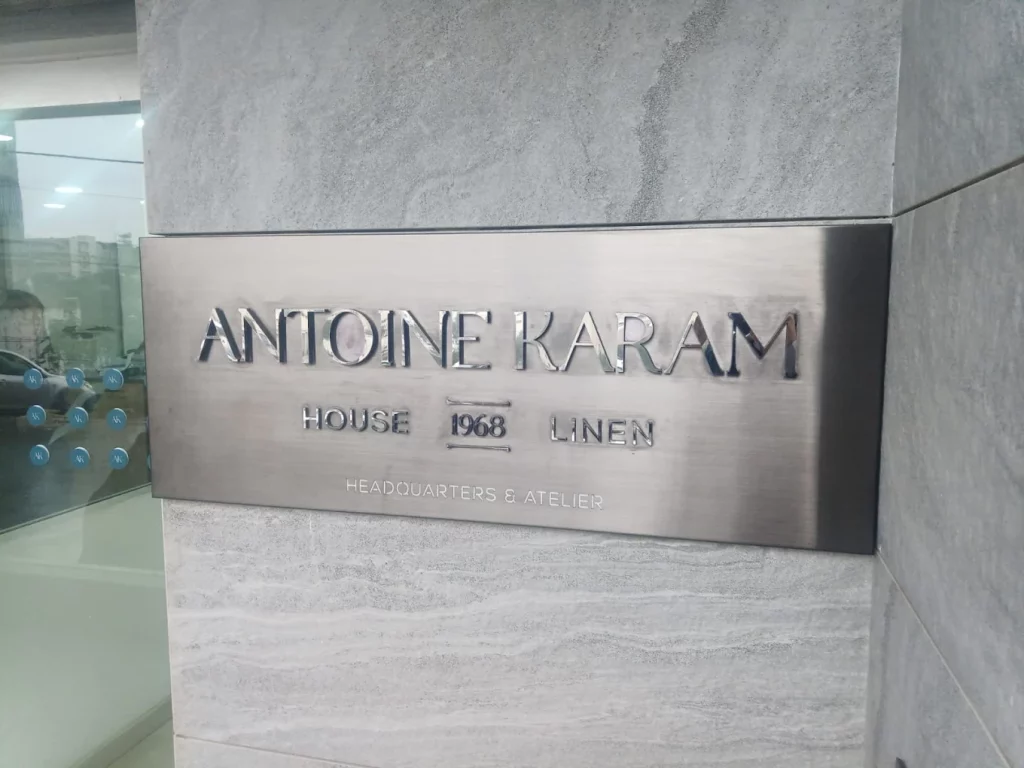 ANTOINE KARAM
HOUSE 1968 LINEN
HEADQUARTERS & ATELIER